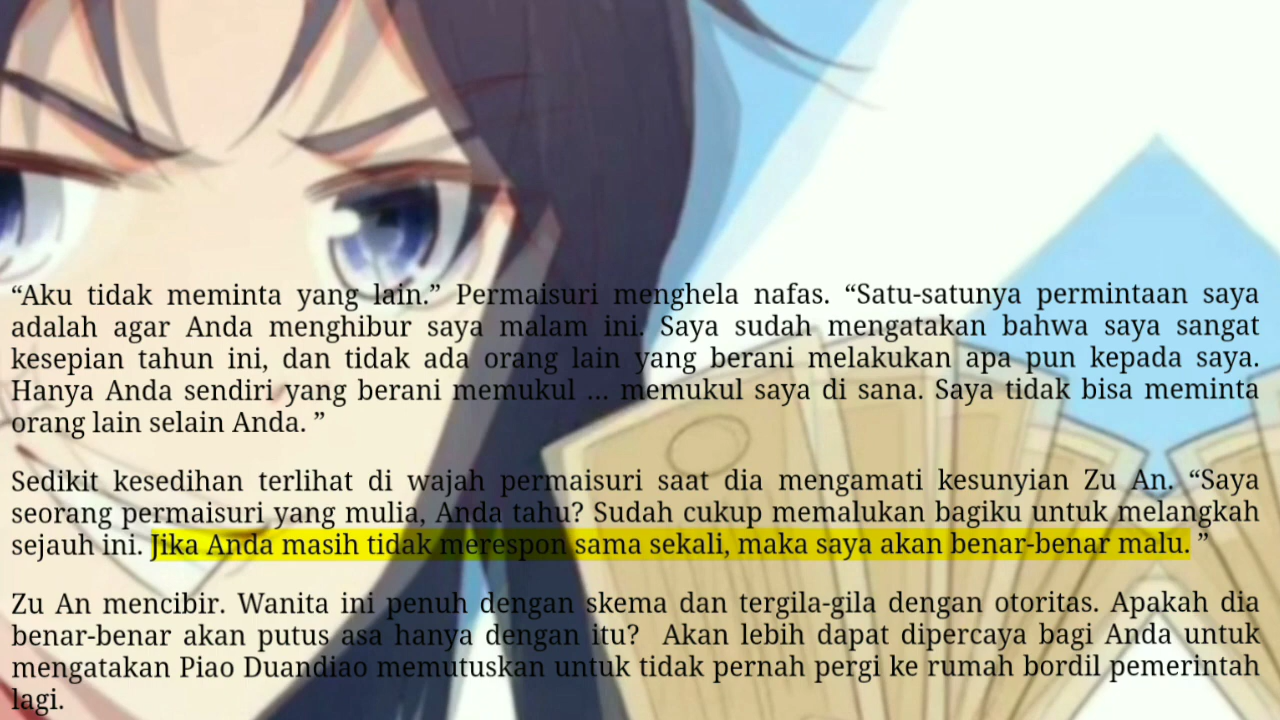 “Aku tidak meminta yang lain.” Permaisuri menghela nafas. “Satu-satunya permintaan saya
adalah agar Anda menghibur saya malam ini. Saya sudah mengatakan bahwa saya sangat
kesepian tahun ini, dan tidak ada orang lain yang berani melakukan apa pun kepada saya.
Hanya Anda sendiri yang berani memukul ... memukul saya di sana. Saya tidak bisa meminta
orang lain selain Anda. ”
Sedikit kesedihan terlihat di wajah permaisuri saat dia mengamati kesunyian Zu An. “Saya
seorang permaisuri yang mulia, Anda tahu? Sudah cukup memalukan bagiku untuk melangkah
sejauh ini. Jika Anda masih tidak merespon sama sekali, maka saya akan benar-benar malu. ”
Zu An mencibir. Wanita ini penuh dengan skema dan tergila-gila dengan otoritas. Apakah dia
benar-benar akan putus asa hanya dengan itu?  Akan lebih dapat dipercaya bagi Anda untuk
mengatakan Piao Duandiao memutuskan untuk tidak pernah pergi ke rumah bordil pemerintah
lagi.